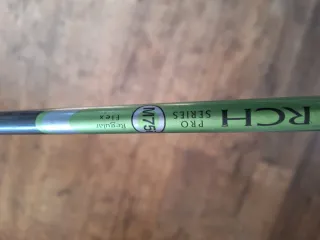 RCH
PRO
SERIES
M75
Regular
Flex